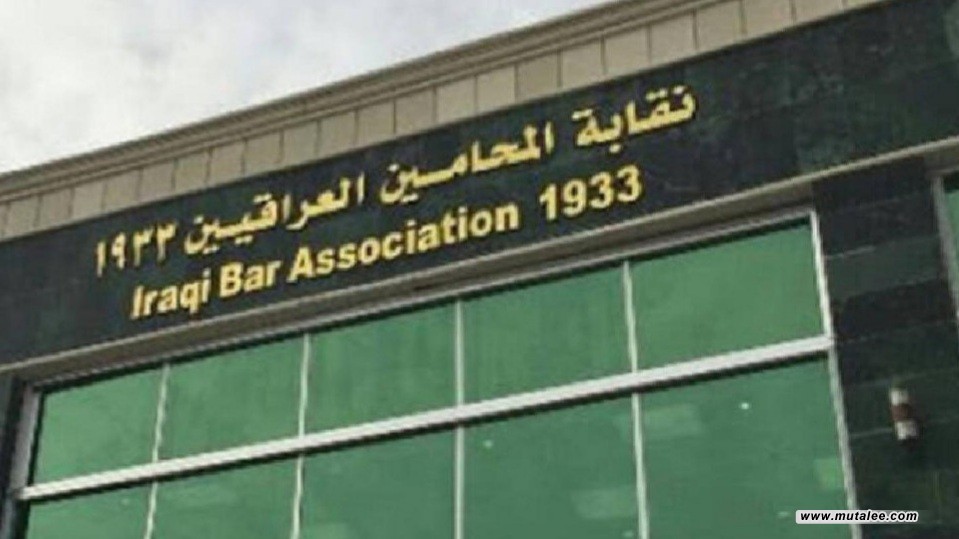 نقابة المحامين العراقيين ١٩٣٣
Iraqi Bar Association 1933
www.mutalee.com